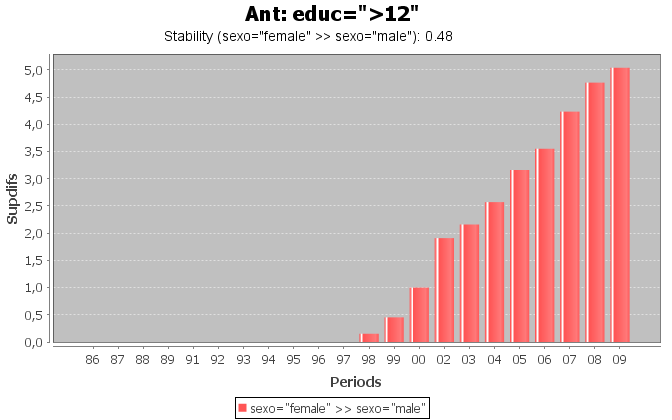 Ant: educ=">12"
Stability (sexo="female" >> sexo="male"): 0.48
5,0
4,5
4,0
3,5
3,0
2,5
2,0
1,5
1,0
0,5
0,0
Supdifs
86 87 88 89 91 92 93 94 95 96 97 98 99 00 02 03 04 05 06 07 08 09
Periods
sexo="female" >> sexo="male"